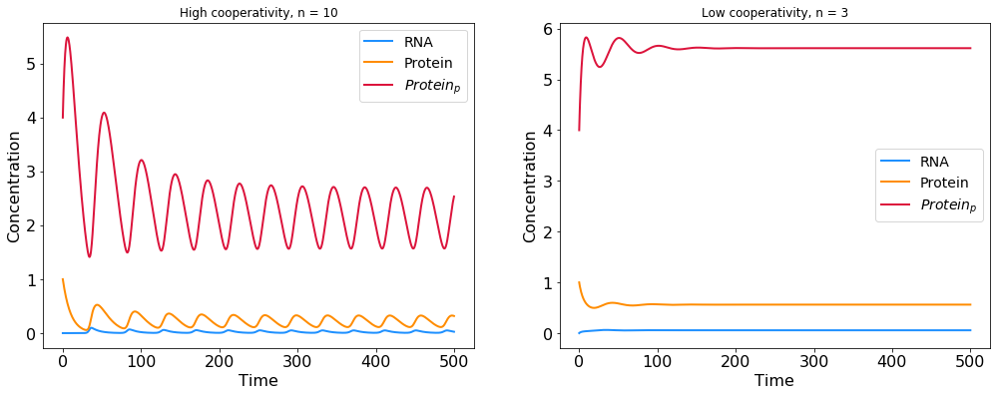 High cooperativity, n = 10
RNA
Protein
Protein_p
5
4
3
2
1
0
Concentration
0 100 200 300 400 500
Time
Low cooperativity, n = 3
RNA
Protein
Protein_p
6
5
4
3
2
1
0
Concentration
0 100 200 300 400 500
Time